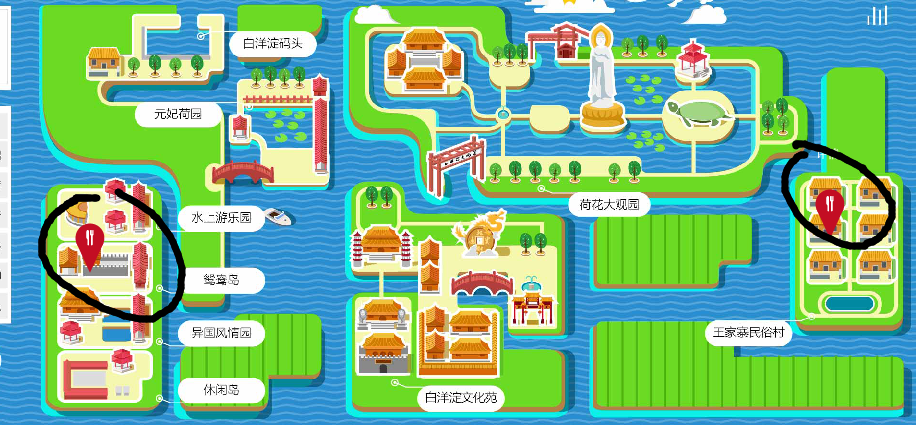 白洋淀码头
元妃荷园
水上游乐园
荷花大观园
鸳鸯岛
异国风情园
王家寨民俗村
休闲岛
白洋淀文化苑